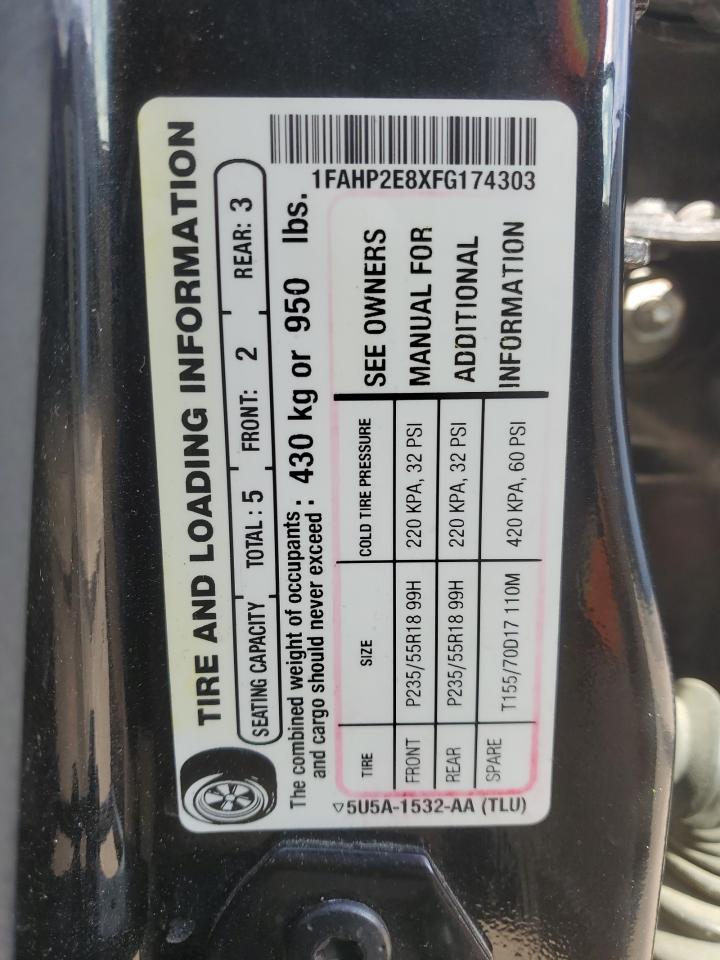 TIRE AND LOADING INFORMATION
SEATING CAPACITY TOTAL : 5 FRONT: 2 REAR: 3
The combined weight of occupants
and cargo should never exceed : 430 kg or 950 lbs.
TIRE SIZE COLD TIRE PRESSURE
FRONT P235/55R18 99H 220 KPA, 32 PSI
REAR P235/55R18 99H 220 KPA, 32 PSI
SPARE T155/70D17 110M 420 KPA, 60 PSI
SEE OWNERS
MANUAL FOR
ADDITIONAL
INFORMATION
5U5A-1532-AA (TLU)
1FAHP2E8XFG174303